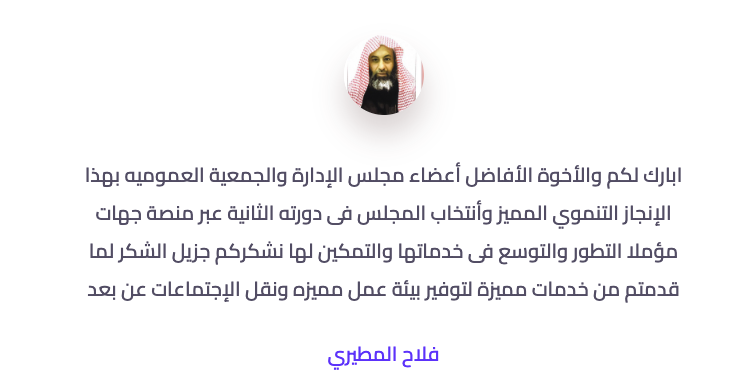 ابارك لكم والأخوة الأفاضل أعضاء مجلس الإدارة والجمعية العموميه بهذا
الإنجاز التنموي المميز وأنتخاب المجلس فى دورته الثانية عبر منصة جهات
مؤملا التطور والتوسع فى خدماتها والتمكين لها نشكركم جزيل الشكر لما
قدمتم من خدمات مميزة لتوفير بيئة عمل مميزه ونقل الإجتماعات عن بعد
فلاح المطيري